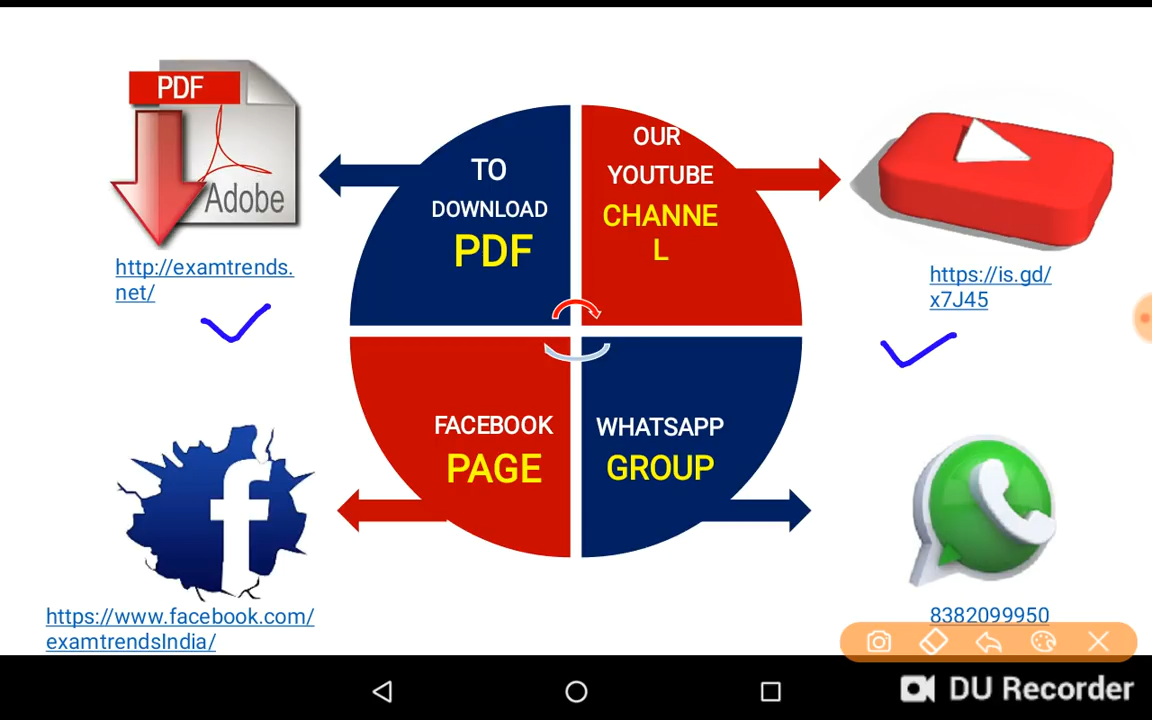 PDF
Adobe
http://examtrends.
net/
TO
DOWNLOAD
PDF
OUR
YOUTUBE
CHANNE
L
https://is.gd/
x7J45
FACEBOOK
PAGE
WHATSAPP
GROUP
https://www.facebook.com/
examtrendsIndia/
8382099950
DU Recorder